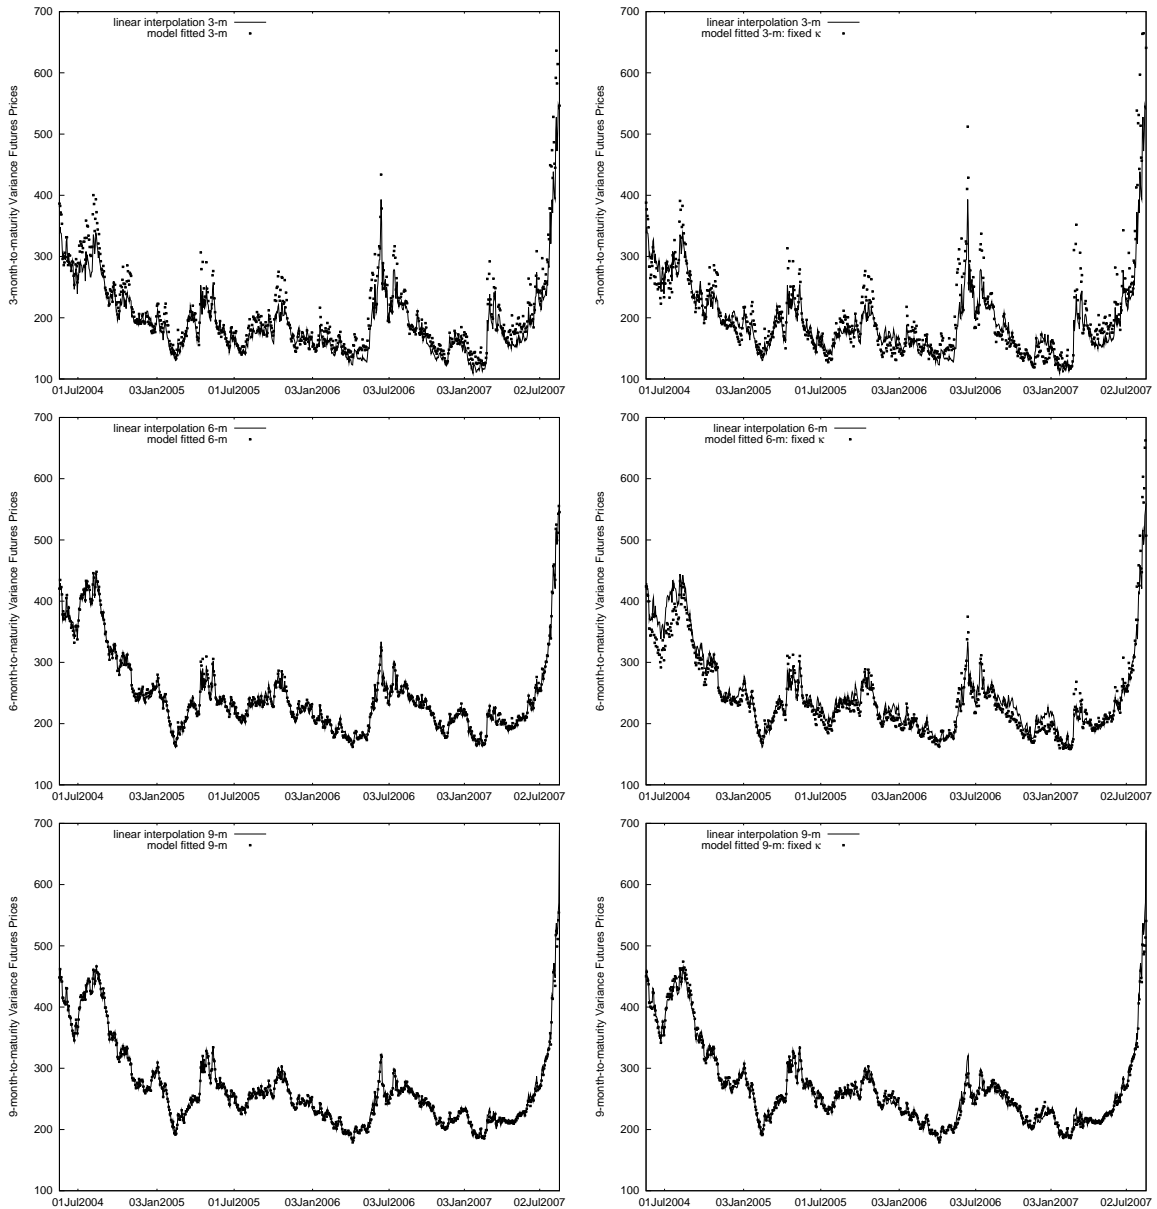 3-month-to-maturity Variance Futures Prices
700
600
500
400
300
200
100
linear interpolation 3-m
model fitted 3-m
01Jul2004 03Jan2005 01Jul2005 03Jan2006 03Jul2006 03Jan2007 02Jul2007
3-month-to-maturity Variance Futures Prices
700
600
500
400
300
200
100
linear interpolation 3-m
model fitted 3-m: fixed κ
01Jul2004 03Jan2005 01Jul2005 03Jan2006 03Jul2006 03Jan2007 02Jul2007
6-month-to-maturity Variance Futures Prices
700
600
500
400
300
200
100
linear interpolation 6-m
model fitted 6-m
01Jul2004 03Jan2005 01Jul2005 03Jan2006 03Jul2006 03Jan2007 02Jul2007
6-month-to-maturity Variance Futures Prices
700
600
500
400
300
200
100
linear interpolation 6-m
model fitted 6-m: fixed κ
01Jul2004 03Jan2005 01Jul2005 03Jan2006 03Jul2006 03Jan2007 02Jul2007
9-month-to-maturity Variance Futures Prices
700
600
500
400
300
200
100
linear interpolation 9-m
model fitted 9-m
01Jul2004 03Jan2005 01Jul2005 03Jan2006 03Jul2006 03Jan2007 02Jul2007
9-month-to-maturity Variance Futures Prices
700
600
500
400
300
200
100
linear interpolation 9-m
model fitted 9-m: fixed κ
01Jul2004 03Jan2005 01Jul2005 03Jan2006 03Jul2006 03Jan2007 02Jul2007